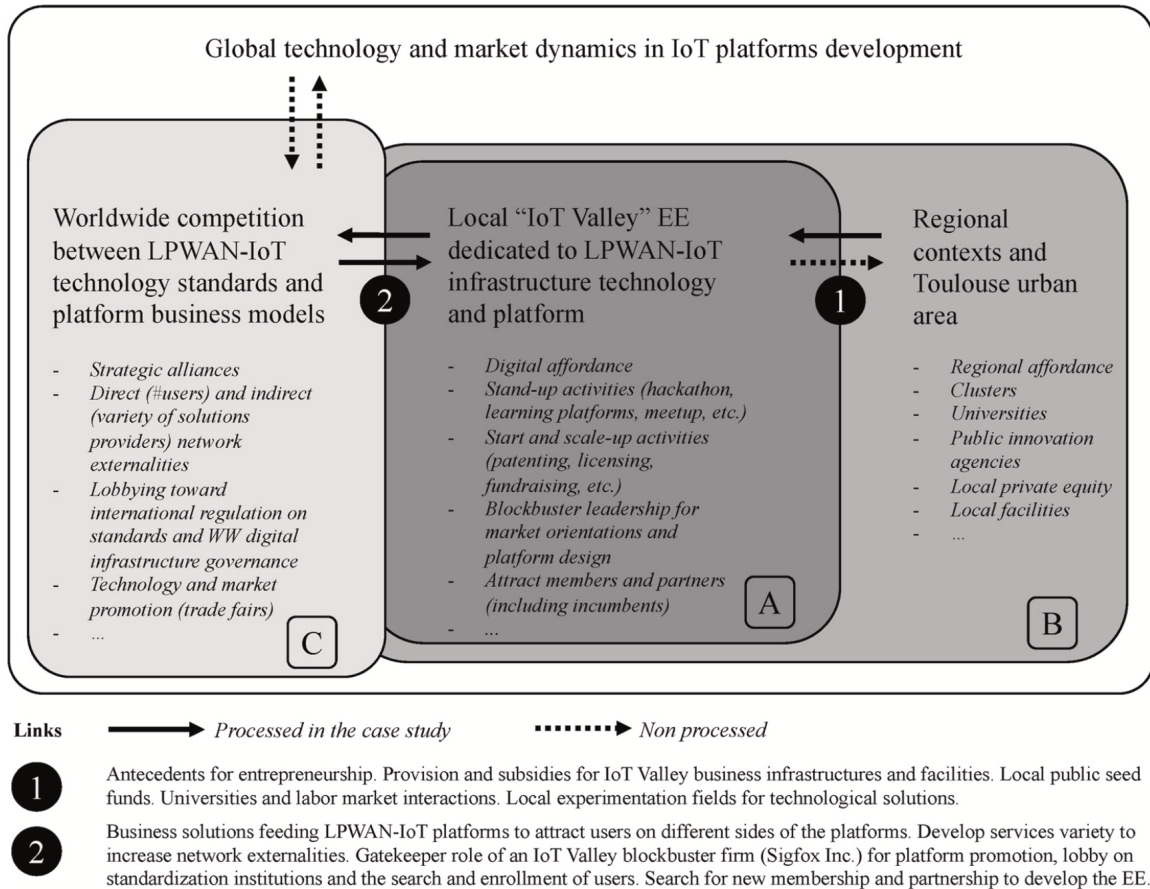 Global technology and market dynamics in IoT platforms development
Worldwide competition
between LPWAN-IoT
technology standards and
platform business models
- Strategic alliances
- Direct (#users) and indirect
(variety of solutions
providers) network
externalities
- Lobbying toward
international regulation on
standards and WW digital
infrastructure governance
- Technology and market
promotion (trade fairs)
- ...
C
2
Local “IoT Valley” EE
dedicated to LPWAN-IoT
infrastructure technology
and platform
- Digital affordance
- Stand-up activities (hackathon,
learning platforms, meetup, etc.)
- Start and scale-up activities
(patenting, licensing,
fundraising, etc.)
- Blockbuster leadership for
market orientations and
platform design
- Attract members and partners
(including incumbents)
- ...
A
1
Regional
contexts and
Toulouse urban
area
- Regional affordance
- Clusters
- Universities
- Public innovation
agencies
- Local private equity
- Local facilities
- ...
B
Links Processed in the case study Non processed
1 Antecedents for entrepreneurship. Provision and subsidies for IoT Valley business infrastructures and facilities. Local public seed
funds. Universities and labor market interactions. Local experimentation fields for technological solutions.
2 Business solutions feeding LPWAN-IoT platforms to attract users on different sides of the platforms. Develop services variety to
increase network externalities. Gatekeeper role of an IoT Valley blockbuster firm (Sigfox Inc.) for platform promotion, lobby on
standardization institutions and the search and enrollment of users. Search for new membership and partnership to develop the EE.